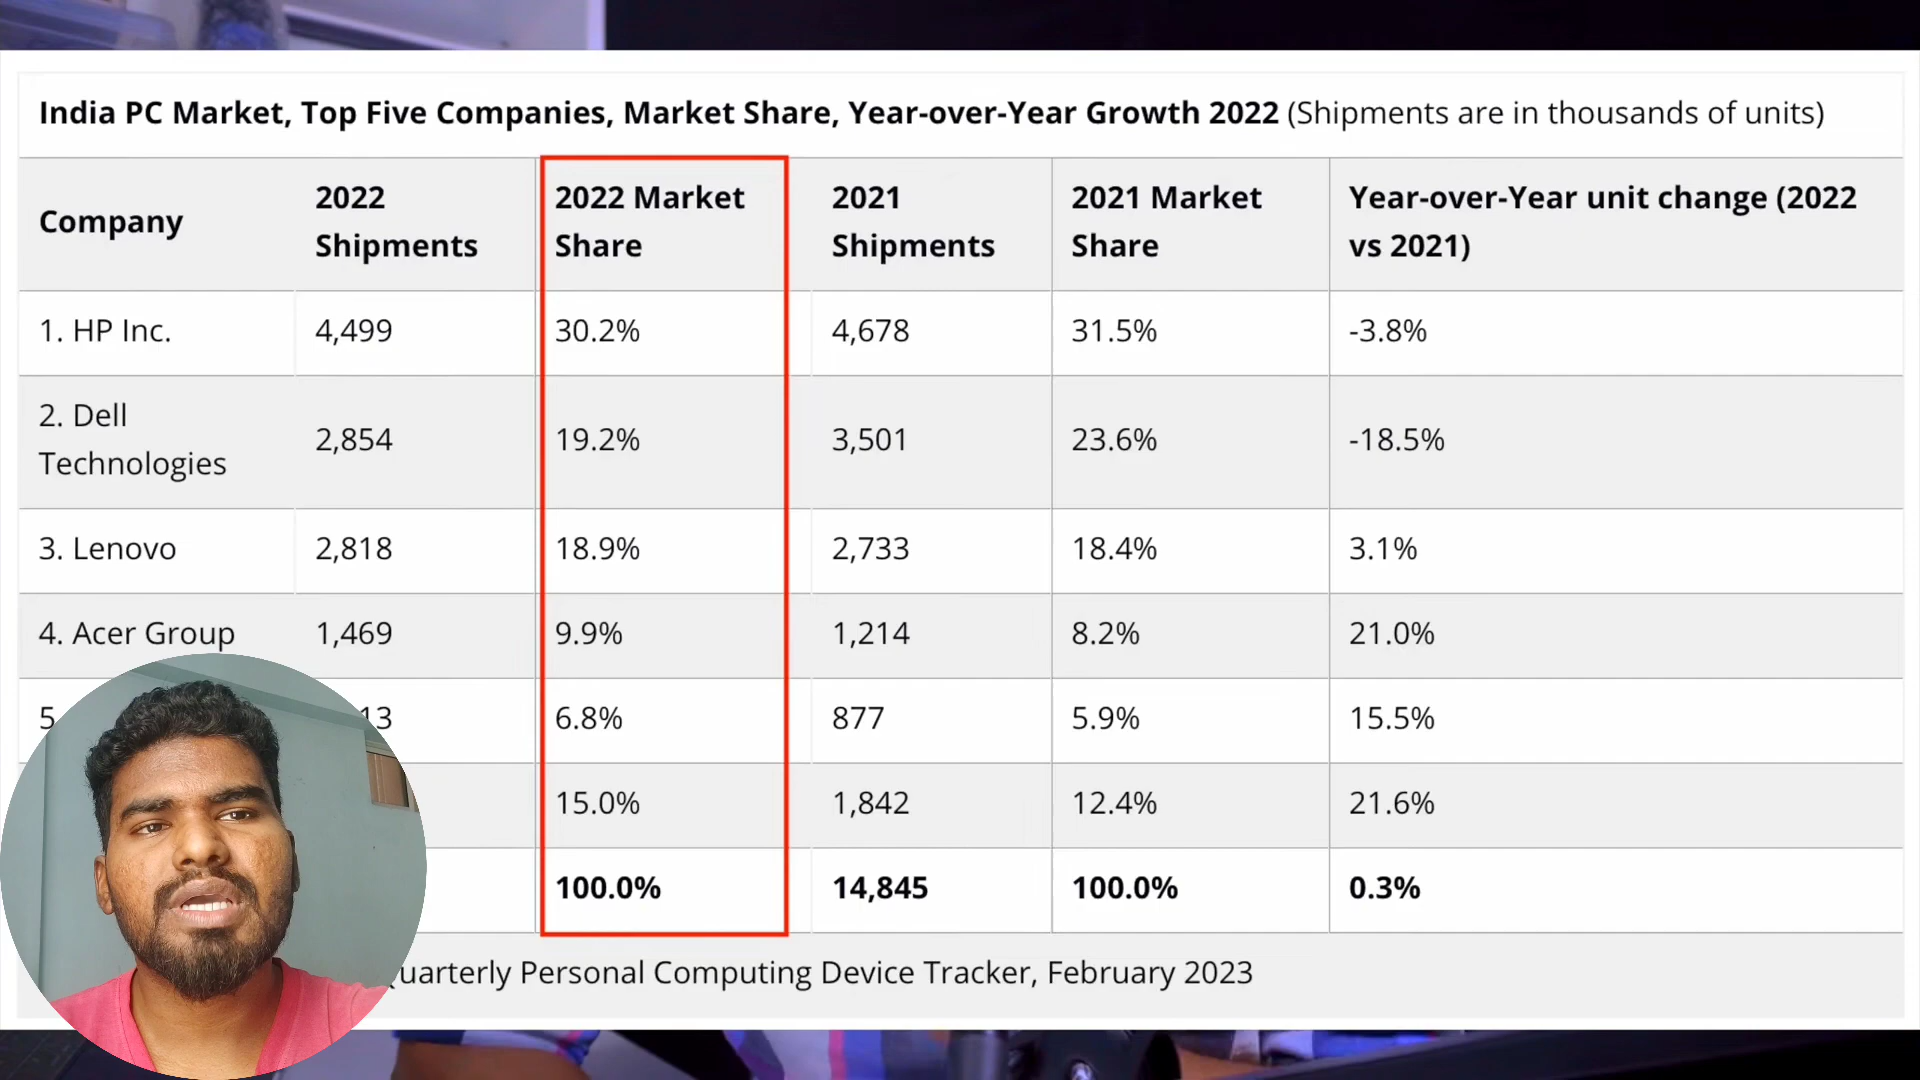 India PC Market, Top Five Companies, Market Share, Year-over-Year Growth 2022 (Shipments are in thousands of units)
Company 2022 Shipments 2022 Market Share 2021 Shipments 2021 Market Share Year-over-Year unit change (2022 vs 2021)
1. HP Inc. 4,499 30.2% 4,678 31.5% -3.8%
2. Dell Technologies 2,854 19.2% 3,501 23.6% -18.5%
3. Lenovo 2,818 18.9% 2,733 18.4% 3.1%
4. Acer Group 1,469 9.9% 1,214 8.2% 21.0%
5. 13 6.8% 877 5.9% 15.5%
15.0% 1,842 12.4% 21.6%
100.0% 14,845 100.0% 0.3%
Personal Computing Device Tracker, February 2023